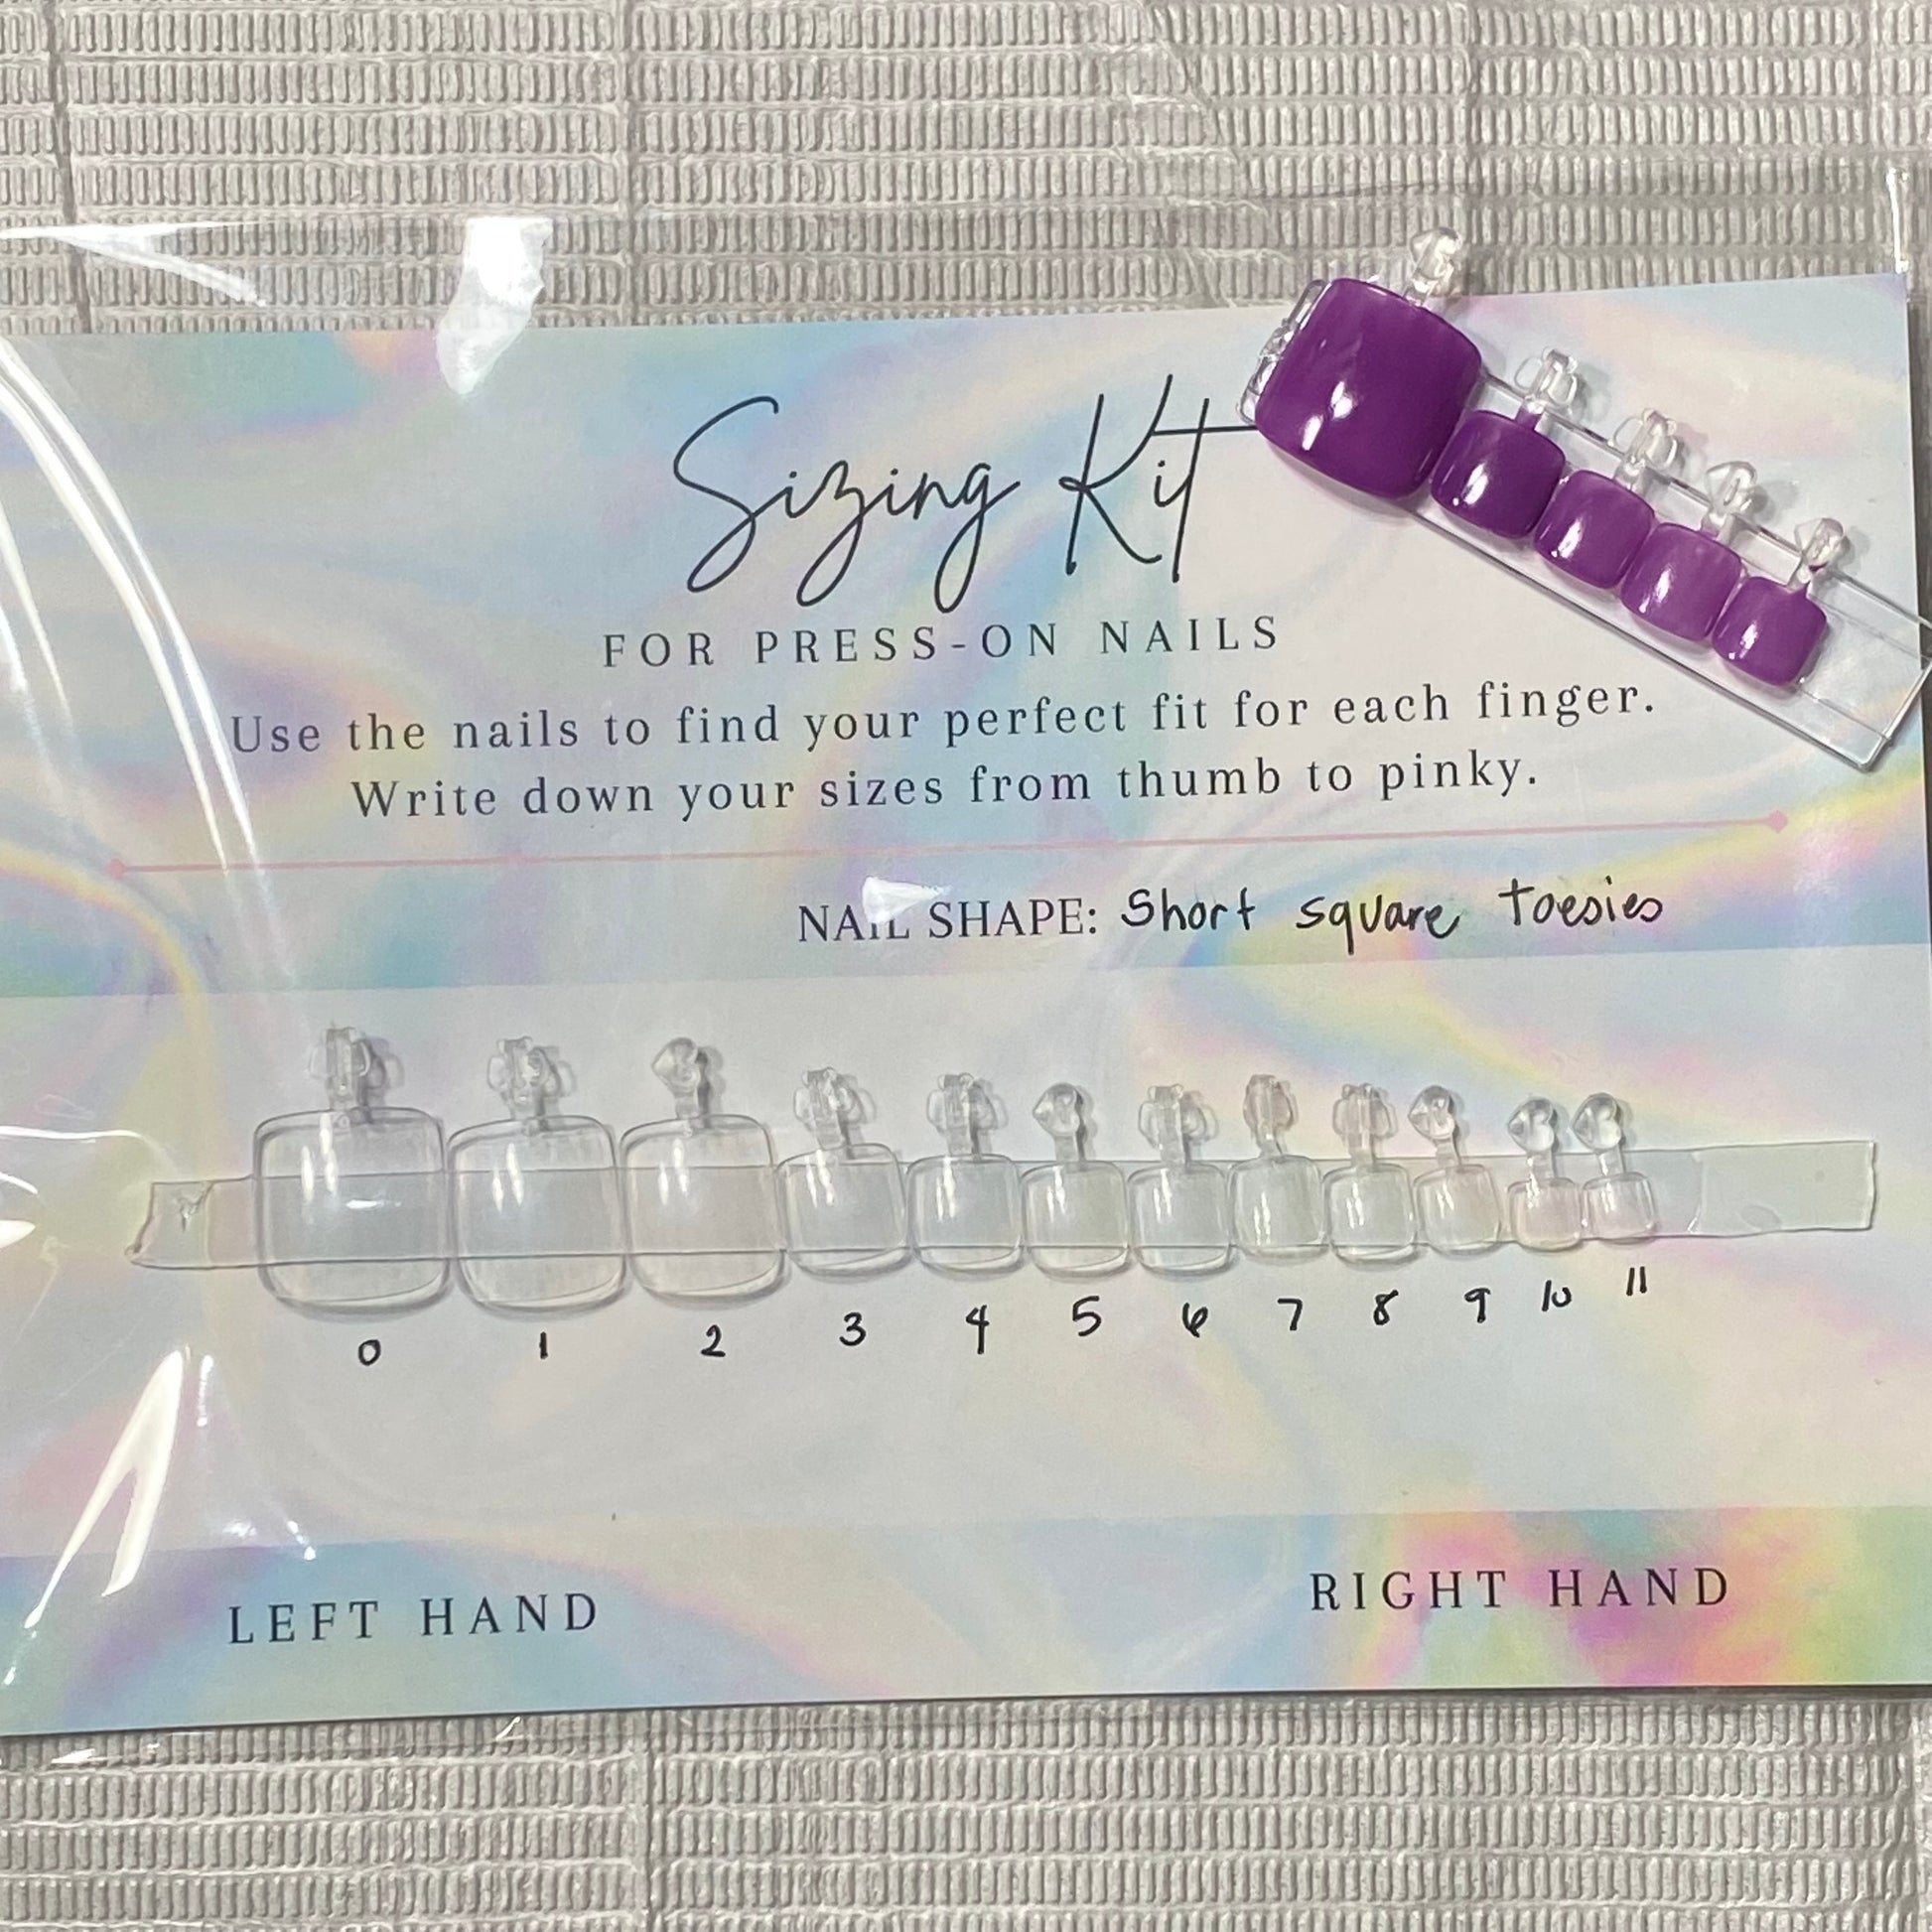 Sizing Kit
FOR PRESS-ON NAILS
Use the nails to find your perfect fit for each finger.
Write down your sizes from thumb to pinky.
NAIL SHAPE: Short square toesies
0 1 2 3 4 5 6 7 8 9 10 11
LEFT HAND RIGHT HAND